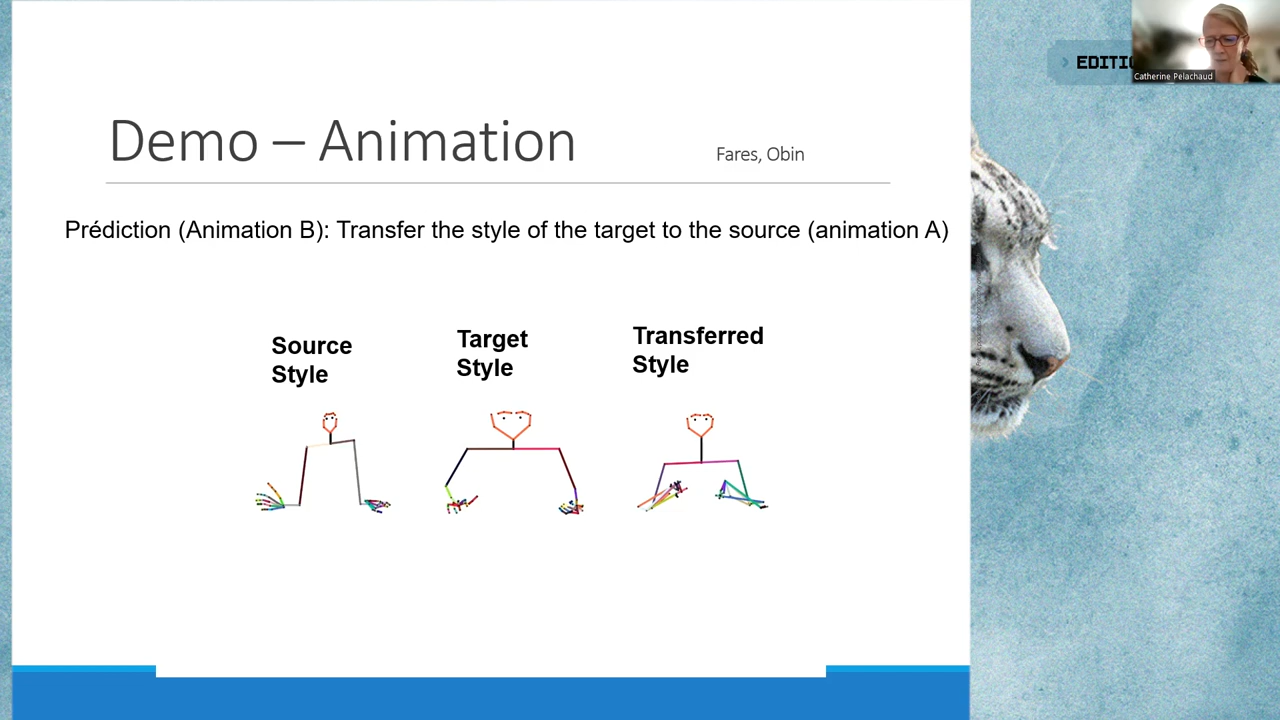 › EDITIO
Catherine Pelachaud
Demo – Animation
Fares, Obin
Prédiction (Animation B): Transfer the style of the target to the source (animation A)
Source
Style
Target
Style
Transferred
Style